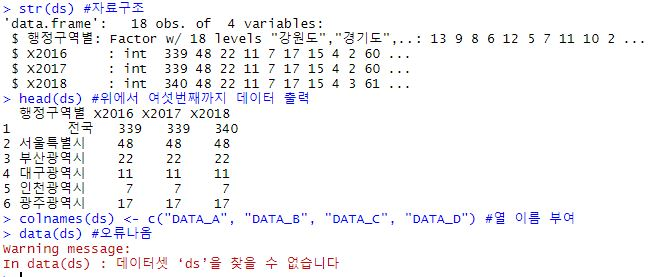 > str(ds) #자료구조
'data.frame':   18 obs. of  4 variables:
 $ 행정구역별: Factor w/ 18 levels "강원도","경기도",..: 13 9 8 6 12 5 7 11 10 2 ...
 $ X2016     : int  339 48 22 11 7 17 15 4 2 60 ...
 $ X2017     : int  339 48 22 11 7 17 15 4 2 60 ...
 $ X2018     : int  340 48 22 11 7 17 15 4 3 61 ...
> head(ds) #위에서 여섯번째까지 데이터 출력
  행정구역별 X2016 X2017 X2018
1       전국   339   339   340
2 서울특별시    48    48    48
3 부산광역시    22    22    22
4 대구광역시    11    11    11
5 인천광역시     7     7     7
6 광주광역시    17    17    17
> colnames(ds) <- c("DATA_A", "DATA_B", "DATA_C", "DATA_D") #열 이름 부여
> data(ds) #오류나옴
Warning message:
In data(ds) : 데이터셋 ‘ds’을 찾을 수 없습니다